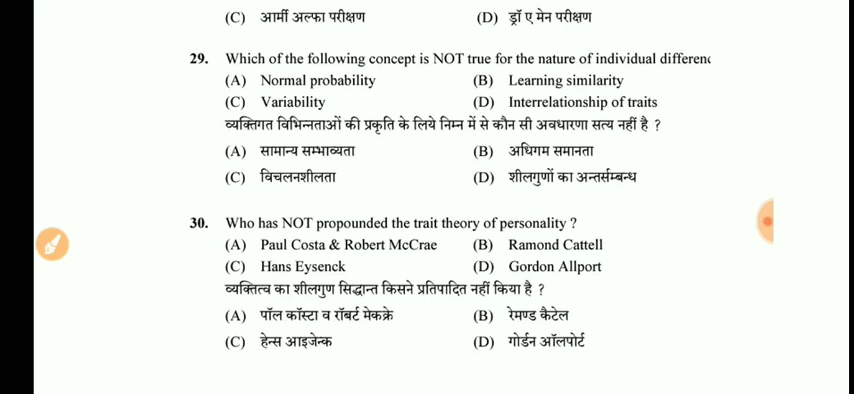 (C) आर्मी अल्फा परीक्षण (D) ड्रॉ ए मेन परीक्षण
29. Which of the following concept is NOT true for the nature of individual differenc
(A) Normal probability (B) Learning similarity
(C) Variability (D) Interrelationship of traits
व्यक्तिगत विभिन्नताओं की प्रकृति के लिये निम्न में से कौन सी अवधारणा सत्य नहीं है ?
(A) सामान्य सम्भाव्यता (B) अधिगम समानता
(C) विचलनशीलता (D) शीलगुणों का अन्तर्सम्बन्ध
30. Who has NOT propounded the trait theory of personality ?
(A) Paul Costa & Robert McCrae (B) Ramond Cattell
(C) Hans Eysenck (D) Gordon Allport
व्यक्तित्व का शीलगुण सिद्धान्त किसने प्रतिपादित नहीं किया है ?
(A) पॉल कॉस्टा व रॉबर्ट मेकक्रे (B) रेमण्ड कैटेल
(C) हेन्स आइजेन्क (D) गोर्डन ऑलपोर्ट